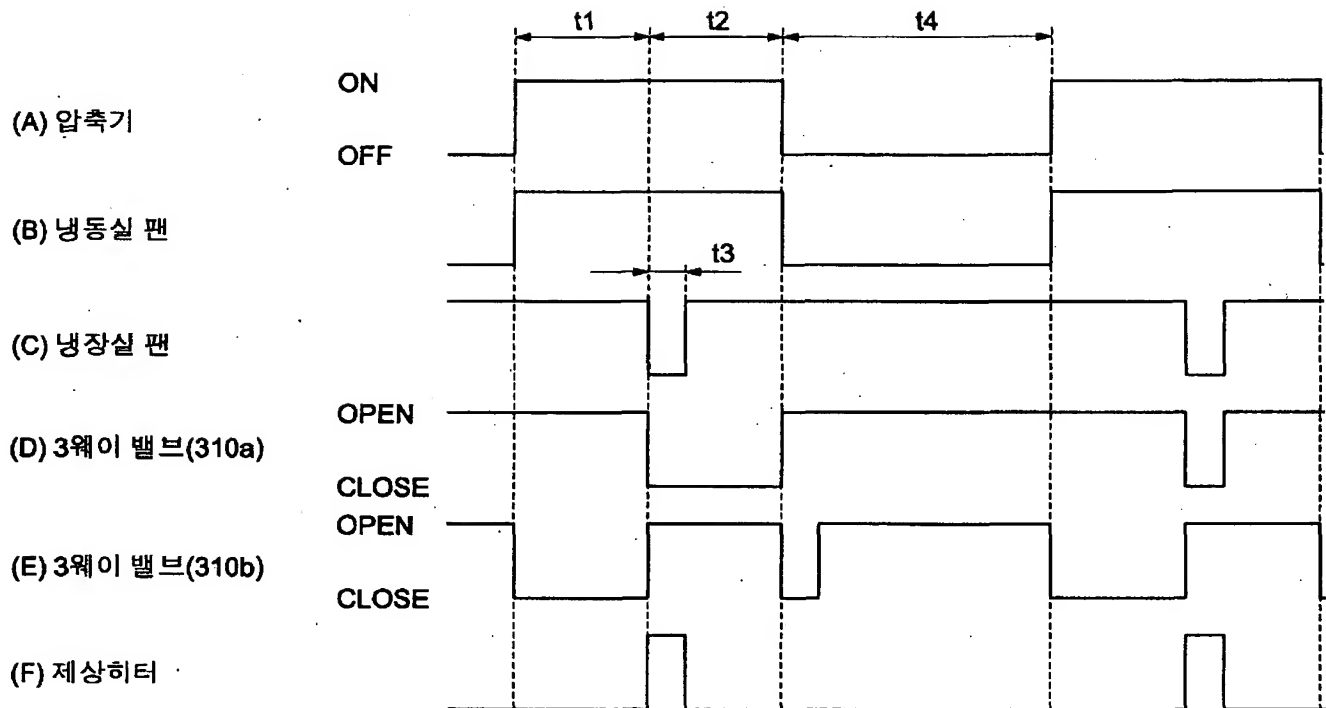 t1 t2 t4
ON
(A) 압축기
OFF
(B) 냉동실 팬
t3
(C) 냉장실 팬
OPEN
(D) 3웨이 밸브(310a)
CLOSE
OPEN
(E) 3웨이 밸브(310b)
CLOSE
(F) 제상히터